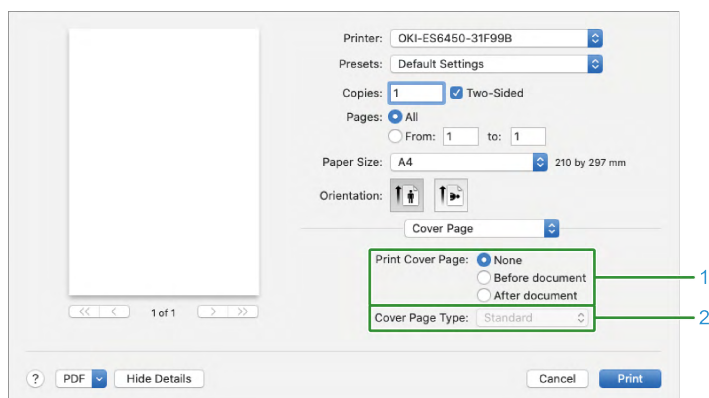 Printer: OKI-ES6450-31F99B
Presets: Default Settings
Copies: 1 Two-Sided
Pages: All
From: 1 to: 1
Paper Size: A4 210 by 297 mm
Orientation:
Cover Page
Print Cover Page: None
Before document
After document
1
Cover Page Type: Standard
2
<< < 1 of 1 > >>
? PDF Hide Details Cancel Print